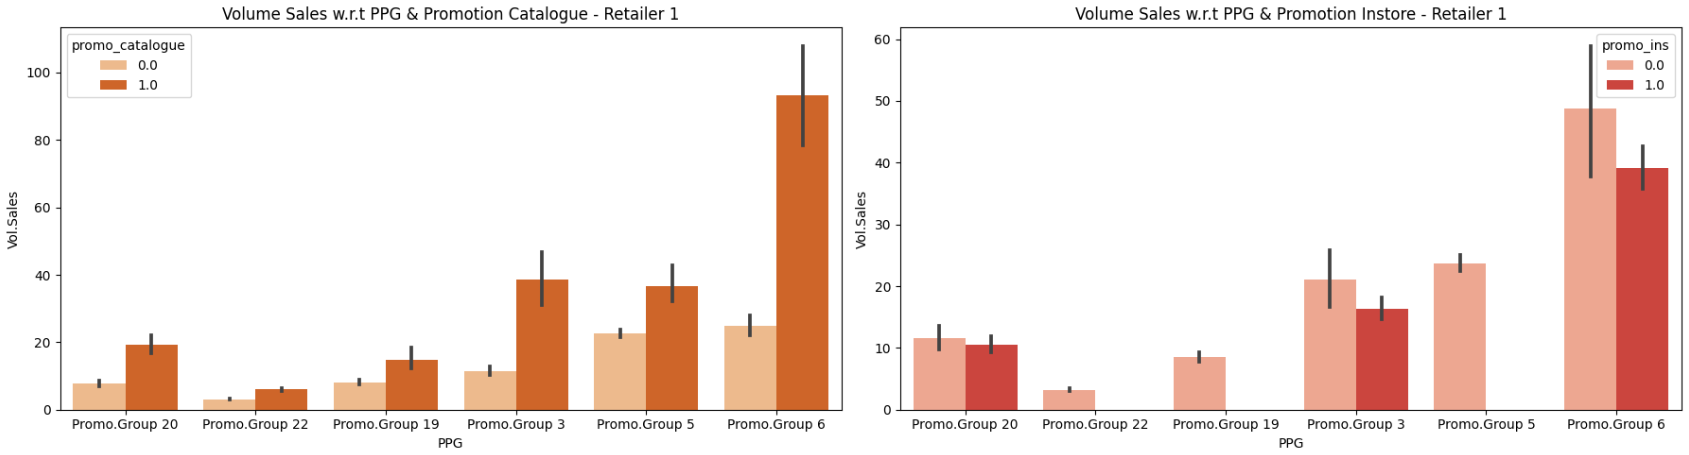 Volume Sales w.r.t PPG & Promotion Catalogue - Retailer 1
promo_catalogue
0.0
1.0
100
80
60
40
20
0
Vol.Sales
Promo.Group 20
Promo.Group 22
Promo.Group 19
Promo.Group 3
Promo.Group 5
Promo.Group 6
PPG
Volume Sales w.r.t PPG & Promotion Instore - Retailer 1
promo_ins
0.0
1.0
60
50
40
30
20
10
0
Vol.Sales
Promo.Group 20
Promo.Group 22
Promo.Group 19
Promo.Group 3
Promo.Group 5
Promo.Group 6
PPG